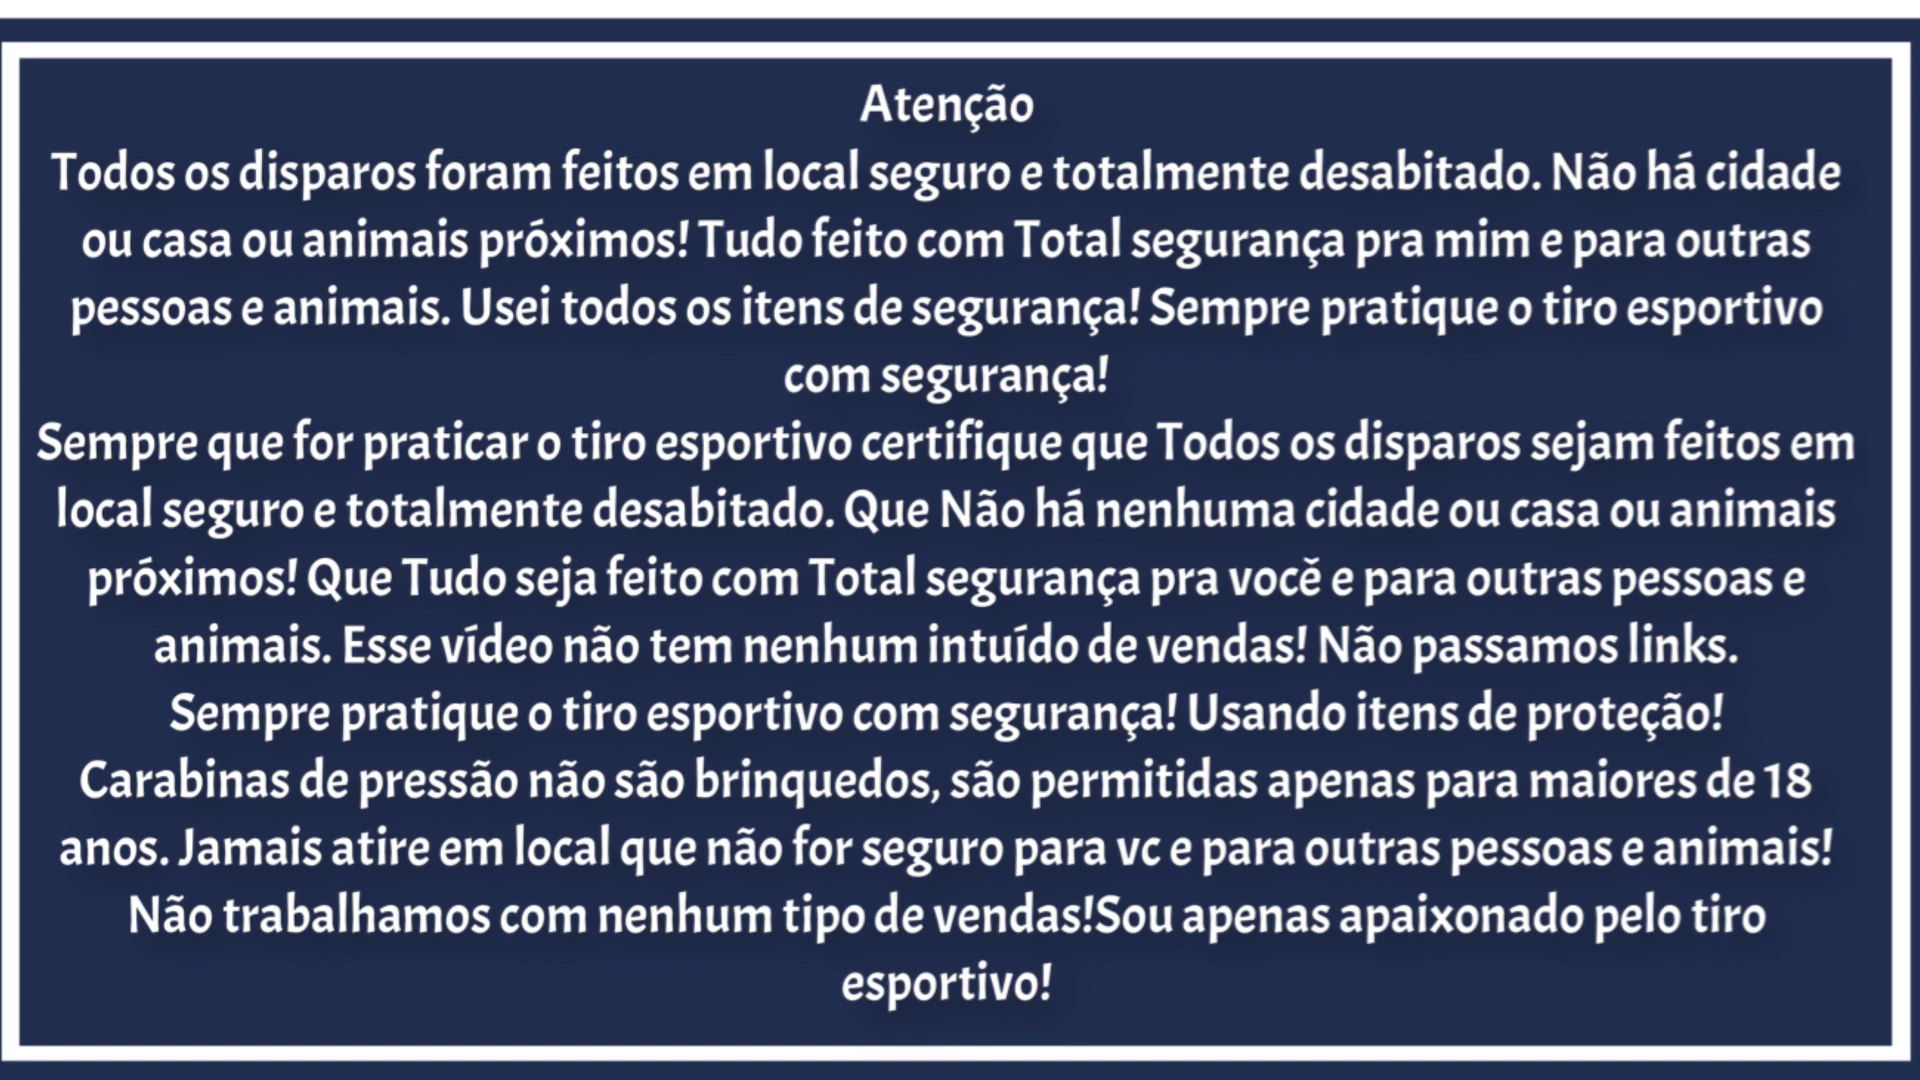 Atenção
Todos os disparos foram feitos em local seguro e totalmente desabitado. Não há cidade
ou casa ou animais próximos! Tudo feito com Total segurança pra mim e para outras
pessoas e animais. Usei todos os itens de segurança! Sempre pratique o tiro esportivo
com segurança!
Sempre que for praticar o tiro esportivo certifique que Todos os disparos sejam feitos em
local seguro e totalmente desabitado. Que Não há nenhuma cidade ou casa ou animais
próximos! Que Tudo seja feito com Total segurança pra você e para outras pessoas e
animais. Esse vídeo não tem nenhum intuído de vendas! Não passamos links.
Sempre pratique o tiro esportivo com segurança! Usando itens de proteção!
Carabinas de pressão não são brinquedos, são permitidas apenas para maiores de 18
anos. Jamais atire em local que não for seguro para vc e para outras pessoas e animais!
Não trabalhamos com nenhum tipo de vendas!Sou apenas apaixonado pelo tiro
esportivo!